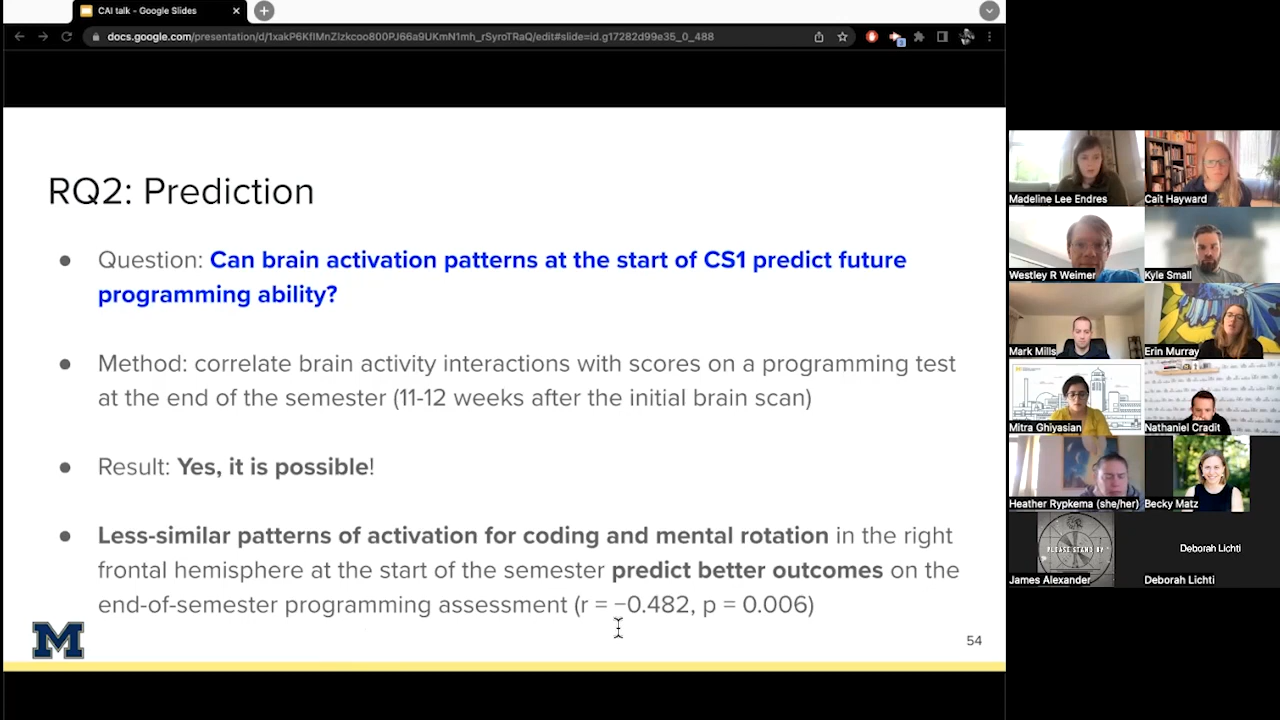 CAI talk - Google Slides
docs.google.com/presentation/d/1xakP6KfIMnZIzkcoo800PJ66a9UKmN1mh_rSyroTRaQ/edit#slide=id.g17282d99e35_0_488
RQ2: Prediction
● Question: Can brain activation patterns at the start of CS1 predict future
programming ability?
● Method: correlate brain activity interactions with scores on a programming test
at the end of the semester (11-12 weeks after the initial brain scan)
● Result: Yes, it is possible!
● Less-similar patterns of activation for coding and mental rotation in the right
frontal hemisphere at the start of the semester predict better outcomes on the
end-of-semester programming assessment (r = −0.482, p = 0.006)
M
54
Madeline Lee Endres
Cait Hayward
Westley R Weimer
Kyle Small
Mark Mills
Erin Murray
Mitra Ghiyasian
Nathaniel Cradit
Heather Rypkema (she/her)
Becky Matz
PLEASE STAND BY
James Alexander
Deborah Lichti
Deborah Lichti